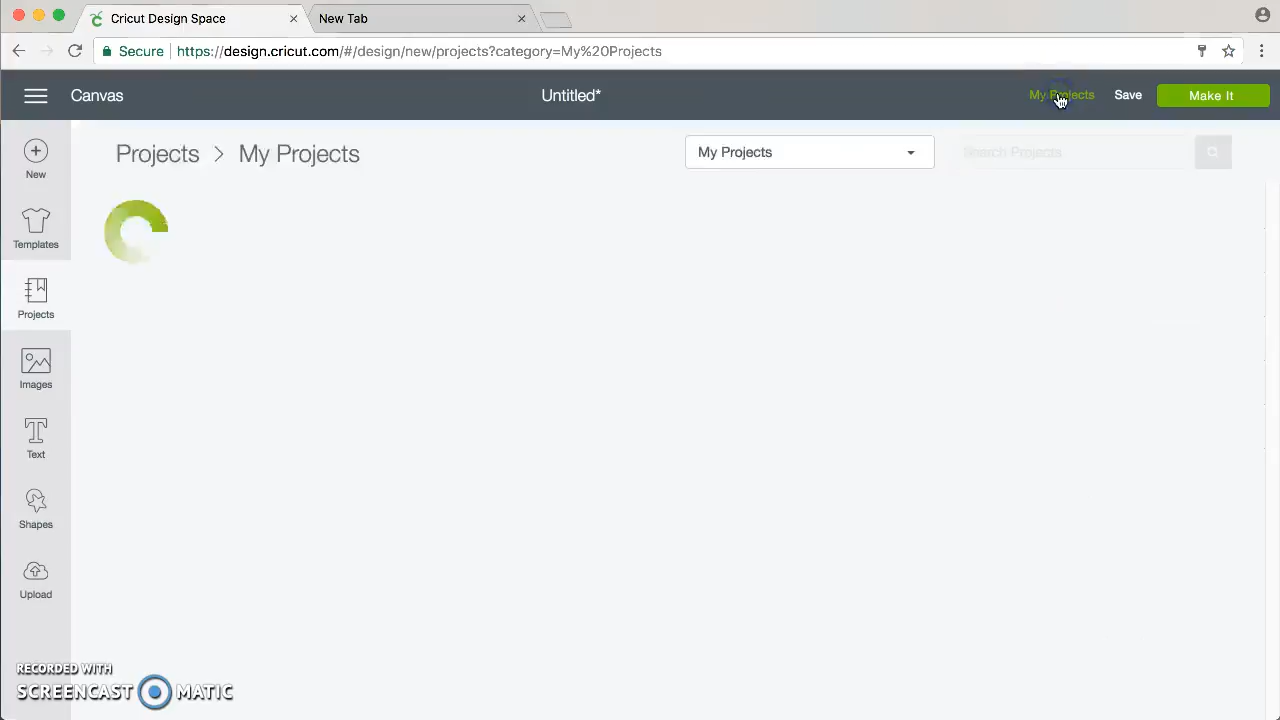 Cricut Design Space
New Tab
Secure
https://design.cricut.com/#/design/new/projects?category=My%20Projects
Canvas
Untitled*
My Projects
Save
Make It
Projects > My Projects
My Projects
Search Projects
New
Templates
Projects
Images
Text
Shapes
Upload
RECORDED WITH
SCREENCAST MATIC